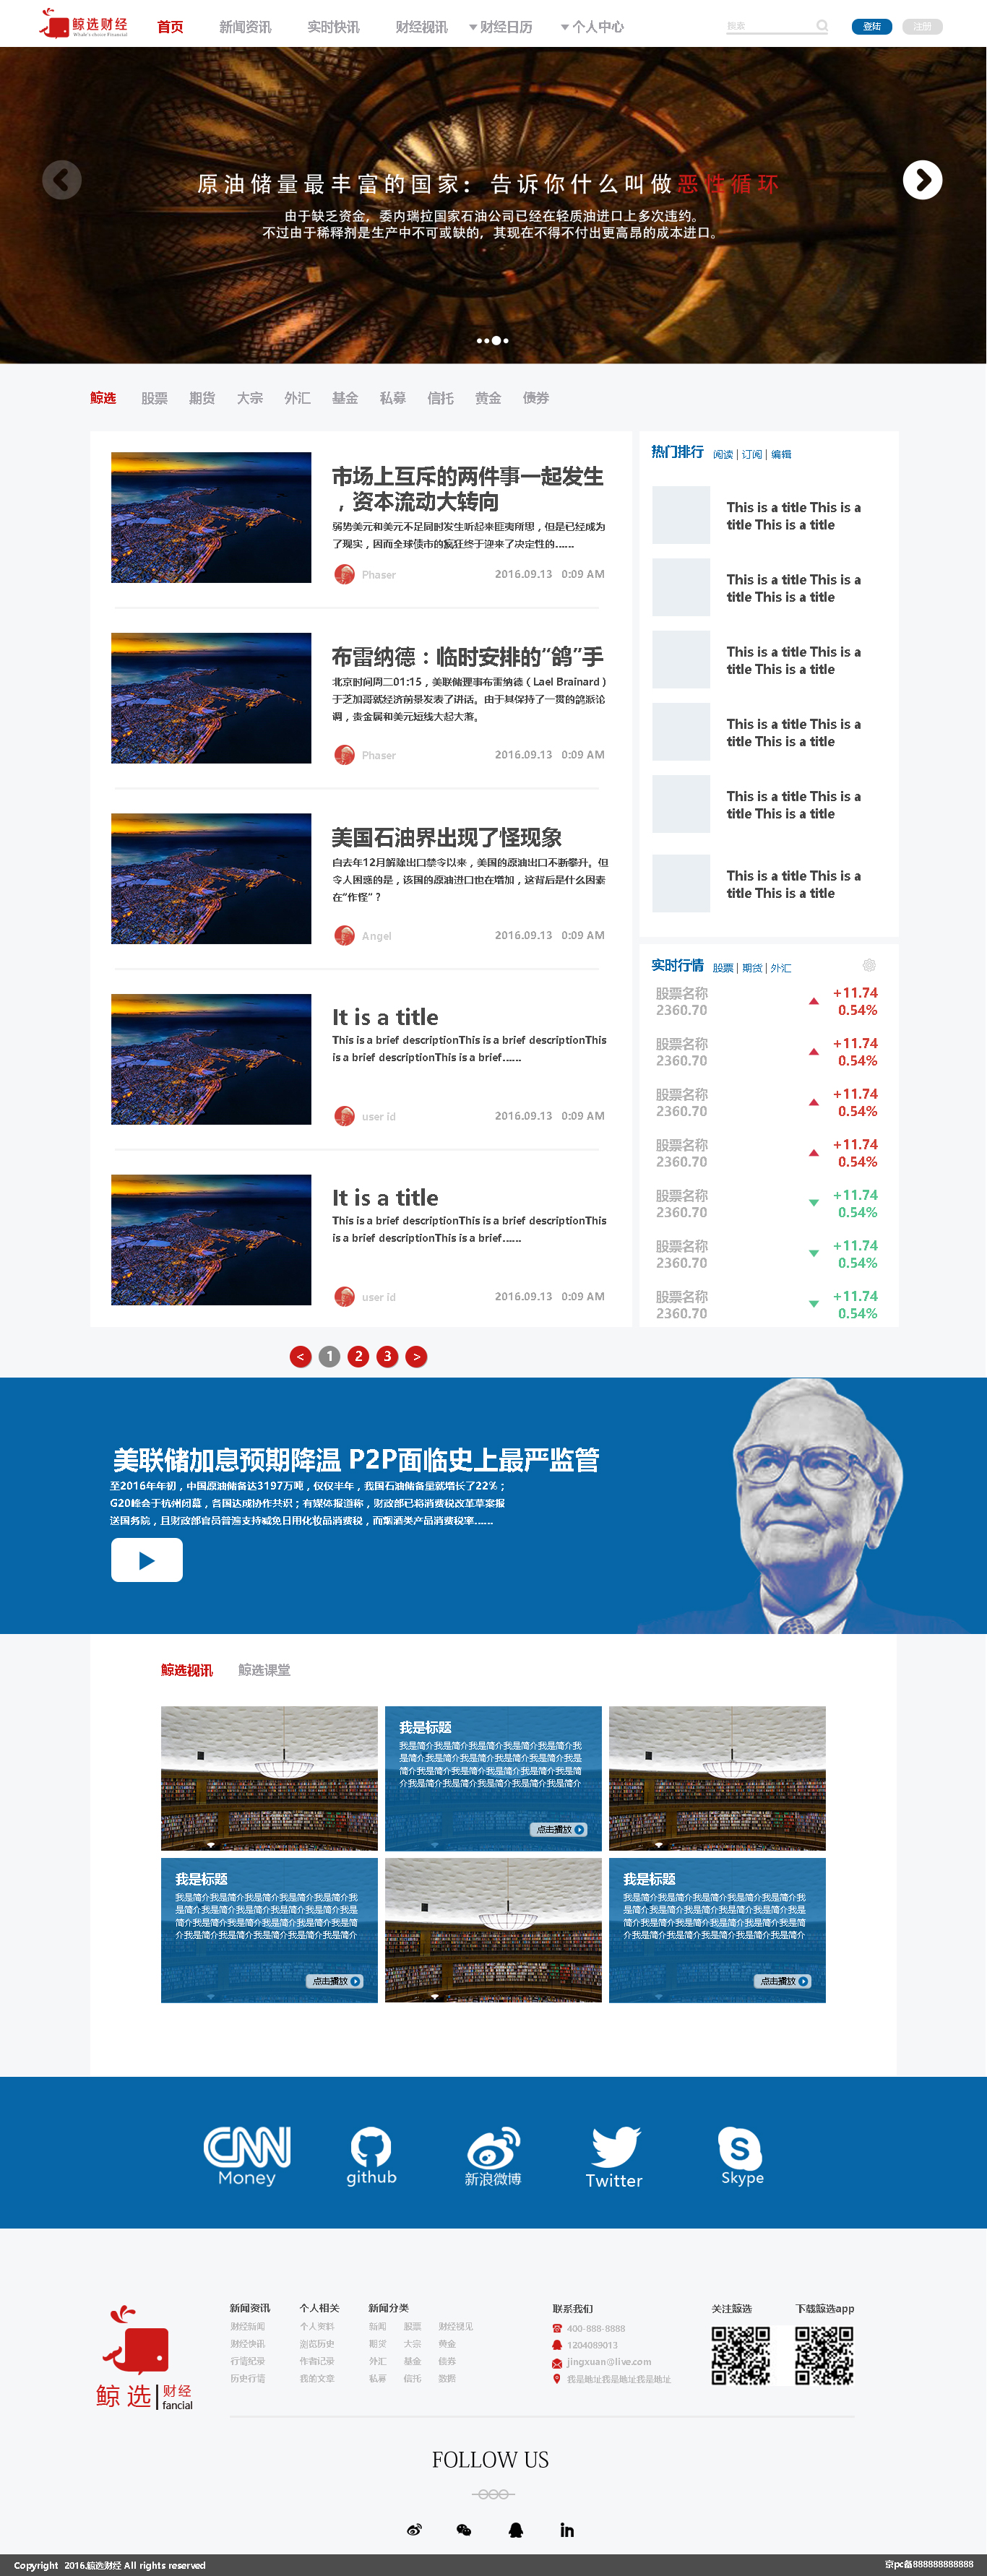 鲸选财经
Whale's choice Financial
首页
新闻资讯
实时快讯
财经视讯
财经日历
个人中心
搜索
登陆
注册
原油储量最丰富的国家：告诉你什么叫做恶性循环
由于缺乏资金，委内瑞拉国家石油公司已经在轻质油进口上多次违约。
不过由于稀释剂是生产中不可或缺的，其现在不得不付出更高昂的成本进口。
鲸选 股票 期货 大宗 外汇 基金 私募 信托 黄金 债券
市场上互斥的两件事一起发生
，资本流动大转向
弱势美元和美元不足同时发生听起来匪夷所思，但是已经成为
了现实，因而全球债市的疯狂终于迎来了决定性的......
Phaser 2016.09.13 0:09 AM
布雷纳德：临时安排的“鸽”手
北京时间周二01:15，美联储理事布雷纳德（Lael Brainard）
于芝加哥就经济前景发表了讲话。由于其保持了一贯的鸽派论
调，贵金属和美元短线大起大落。
Phaser 2016.09.13 0:09 AM
美国石油界出现了怪现象
自去年12月解除出口禁令以来，美国的原油出口不断攀升。但
令人困惑的是，该国的原油进口也在增加，这背后是什么因素
在“作怪”？
Angel 2016.09.13 0:09 AM
It is a title
This is a brief descriptionThis is a brief descriptionThis
is a brief descriptionThis is a brief......
user id 2016.09.13 0:09 AM
It is a title
This is a brief descriptionThis is a brief descriptionThis
is a brief descriptionThis is a brief......
user id 2016.09.13 0:09 AM
< 1 2 3 >
热门排行 阅读 | 订阅 | 编辑
This is a title This is a
title This is a title
This is a title This is a
title This is a title
This is a title This is a
title This is a title
This is a title This is a
title This is a title
This is a title This is a
title This is a title
This is a title This is a
title This is a title
实时行情 股票 | 期货 | 外汇
股票名称 +11.74
2360.70 0.54%
股票名称 +11.74
2360.70 0.54%
股票名称 +11.74
2360.70 0.54%
股票名称 +11.74
2360.70 0.54%
股票名称 +11.74
2360.70 0.54%
股票名称 +11.74
2360.70 0.54%
股票名称 +11.74
2360.70 0.54%
美联储加息预期降温 P2P面临史上最严监管
至2016年年初，中国原油储备达3197万吨，仅仅半年，我国石油储备量就增长了22%；
G20峰会于杭州闭幕，各国达成协作共识；有媒体报道称，财政部已将消费税改革草案报
送国务院，且财政部官员普遍支持减免日用化妆品消费税，而烟酒类产品消费税率......
鲸选视讯 鲸选课堂
我是标题
我是简介我是简介我是简介我是简介我是简介我
是简介我是简介我是简介我是简介我是简介我是
简介我是简介我是简介我是简介我是简介我是简
介我是简介我是简介我是简介我是简介我是简介
点击播放
我是标题
我是简介我是简介我是简介我是简介我是简介我
是简介我是简介我是简介我是简介我是简介我是
简介我是简介我是简介我是简介我是简介我是简
介我是简介我是简介我是简介我是简介我是简介
点击播放
我是标题
我是简介我是简介我是简介我是简介我是简介我
是简介我是简介我是简介我是简介我是简介我是
简介我是简介我是简介我是简介我是简介我是简
介我是简介我是简介我是简介我是简介我是简介
点击播放
CNN
Money
github
新浪微博
Twitter
Skype
鲸选 财经
fancial
新闻资讯
财经新闻
财经快讯
行情纪录
历史行情
个人相关
个人资料
浏览历史
作者记录
我的文章
新闻分类
新闻 股票 财经视见
期货 大宗 黄金
外汇 基金 债券
私募 信托 数据
联系我们
400-888-8888
1204089013
jingxuan@live.com
我是地址我是地址我是地址
关注鲸选
下载鲸选app
FOLLOW US
in
Copyright 2016.鲸选财经 All rights reserved
京pc备888888888888